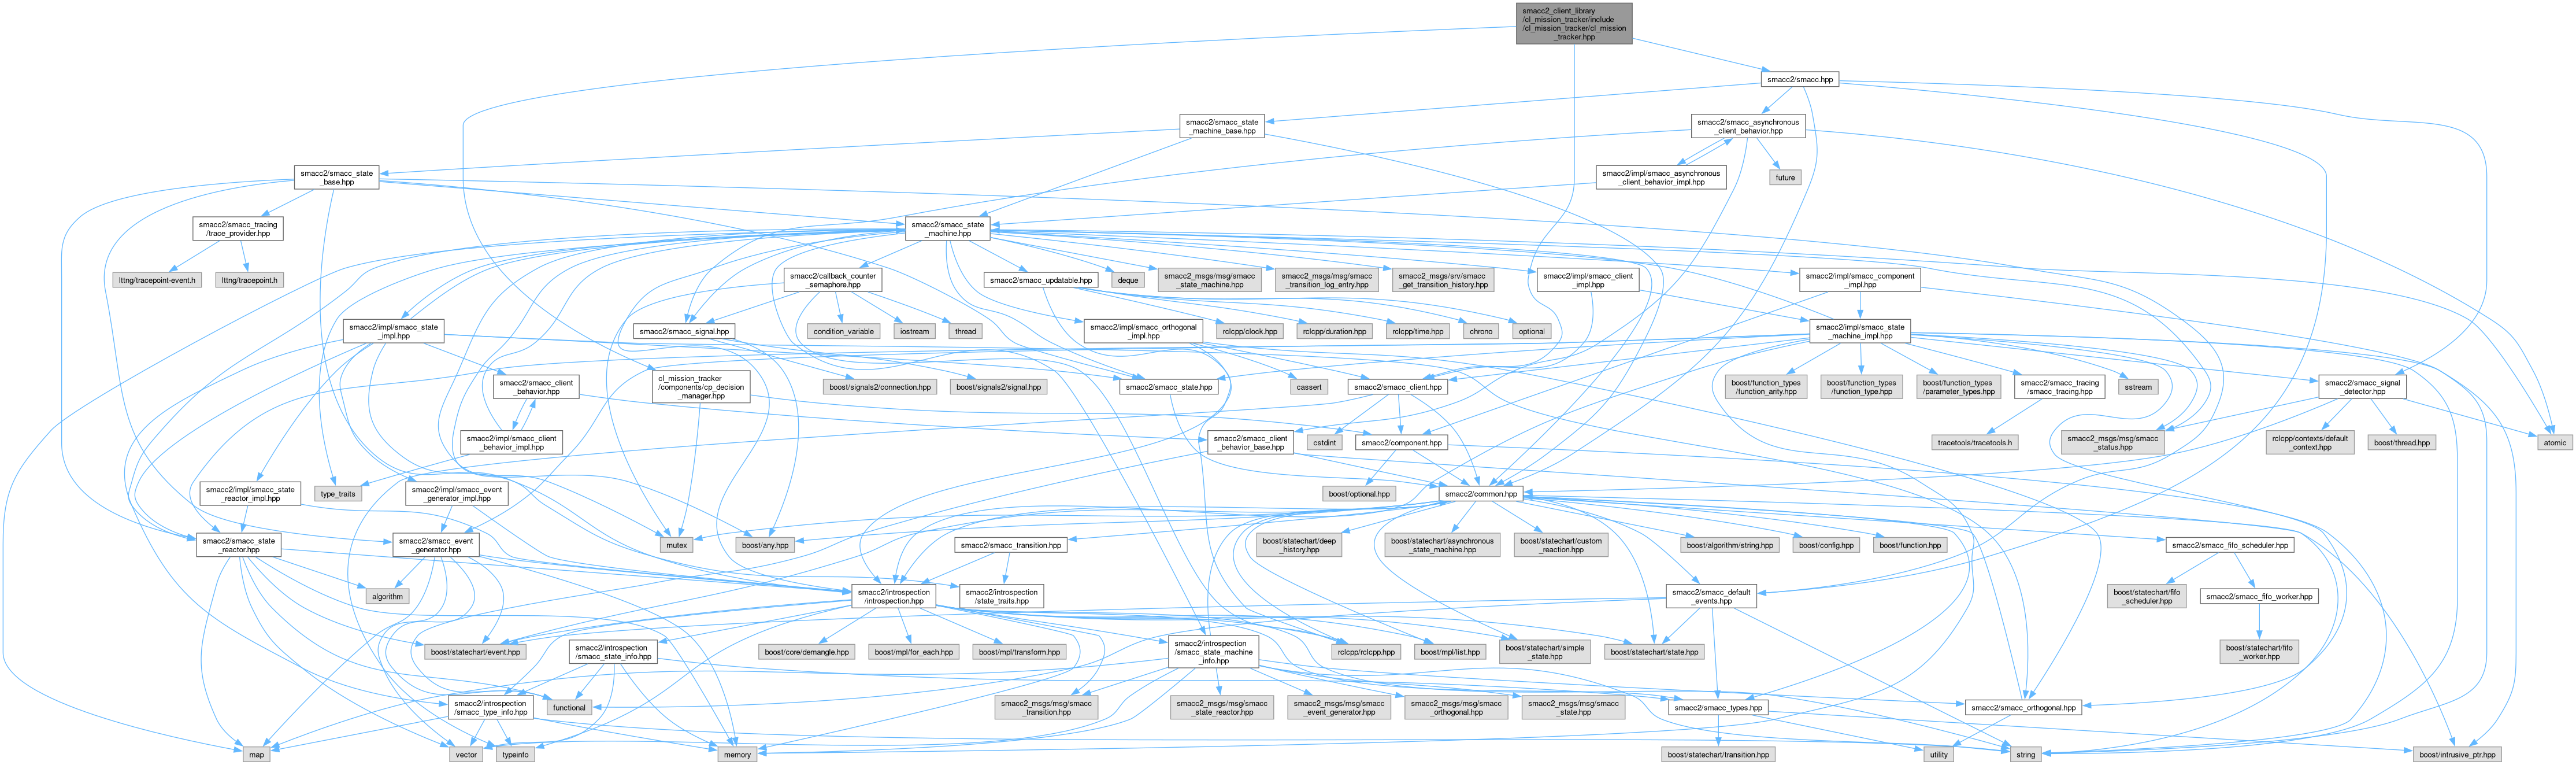 smacc2_client_library
/cl_mission_tracker/include
/cl_mission_tracker/cl_mission
_tracker.hpp
smacc2/smacc.hpp
smacc2/smacc_state
_machine_base.hpp
smacc2/smacc_asynchronous
_client_behavior.hpp
smacc2/smacc_state
_base.hpp
smacc2/impl/smacc_asynchronous
_client_behavior_impl.hpp
future
smacc2/smacc_tracing
/trace_provider.hpp
smacc2/smacc_state
_machine.hpp
lttng/tracepoint-event.h
lttng/tracepoint.h
smacc2/callback_counter
_semaphore.hpp
smacc2/smacc_updatable.hpp
deque
smacc2_msgs/msg/smacc
_state_machine.hpp
smacc2_msgs/msg/smacc
_transition_log_entry.hpp
smacc2_msgs/srv/smacc
_get_transition_history.hpp
smacc2/impl/smacc_client
_impl.hpp
smacc2/impl/smacc_component
_impl.hpp
smacc2/impl/smacc_state
_impl.hpp
smacc2/smacc_signal.hpp
condition_variable
iostream
thread
smacc2/impl/smacc_orthogonal
_impl.hpp
rclcpp/clock.hpp
rclcpp/duration.hpp
rclcpp/time.hpp
chrono
optional
smacc2/impl/smacc_state
_machine_impl.hpp
smacc2/smacc_client
_behavior.hpp
cl_mission_tracker
/components/cp_decision
_manager.hpp
boost/signals2/connection.hpp
boost/signals2/signal.hpp
smacc2/smacc_state.hpp
cassert
smacc2/smacc_client.hpp
boost/function_types
/function_arity.hpp
boost/function_types
/function_type.hpp
boost/function_types
/parameter_types.hpp
smacc2/smacc_tracing
/smacc_tracing.hpp
sstream
smacc2/smacc_signal
_detector.hpp
smacc2/impl/smacc_client
_behavior_impl.hpp
smacc2/smacc_client
_behavior_base.hpp
cstdint
smacc2/component.hpp
tracetools/tracetools.h
smacc2_msgs/msg/smacc
_status.hpp
rclcpp/contexts/default
_context.hpp
boost/thread.hpp
atomic
smacc2/impl/smacc_state
_reactor_impl.hpp
type_traits
smacc2/impl/smacc_event
_generator_impl.hpp
boost/optional.hpp
smacc2/common.hpp
smacc2/smacc_state
_reactor.hpp
smacc2/smacc_event
_generator.hpp
mutex
boost/any.hpp
smacc2/smacc_transition.hpp
boost/statechart/deep
_history.hpp
boost/statechart/asynchronous
_state_machine.hpp
boost/statechart/custom
_reaction.hpp
boost/algorithm/string.hpp
boost/config.hpp
boost/function.hpp
smacc2/smacc_fifo_scheduler.hpp
algorithm
smacc2/introspection
/introspection.hpp
smacc2/introspection
/state_traits.hpp
smacc2/smacc_default
_events.hpp
boost/statechart/fifo
_scheduler.hpp
smacc2/smacc_fifo_worker.hpp
boost/statechart/event.hpp
smacc2/introspection
/smacc_state_info.hpp
boost/core/demangle.hpp
boost/mpl/for_each.hpp
boost/mpl/transform.hpp
smacc2/introspection
/smacc_state_machine
_info.hpp
rclcpp/rclcpp.hpp
boost/mpl/list.hpp
boost/statechart/simple
_state.hpp
boost/statechart/state.hpp
boost/statechart/fifo
_worker.hpp
smacc2/introspection
/smacc_type_info.hpp
functional
smacc2_msgs/msg/smacc
_transition.hpp
smacc2_msgs/msg/smacc
_state_reactor.hpp
smacc2_msgs/msg/smacc
_event_generator.hpp
smacc2_msgs/msg/smacc
_orthogonal.hpp
smacc2_msgs/msg/smacc
_state.hpp
smacc2/smacc_types.hpp
smacc2/smacc_orthogonal.hpp
map
vector
typeinfo
memory
boost/statechart/transition.hpp
utility
string
boost/intrusive_ptr.hpp